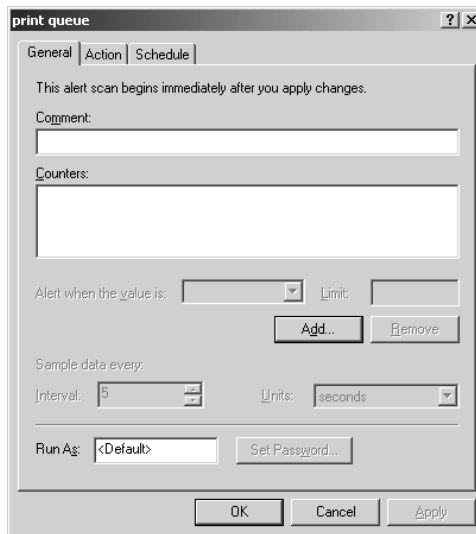 print queue
General Action Schedule
This alert scan begins immediately after you apply changes.
Comment:
Counters:
Alert when the value is: Limit:
Add... Remove
Sample data every:
Interval: 5 Units: seconds
Run As: <Default> Set Password...
OK Cancel Apply